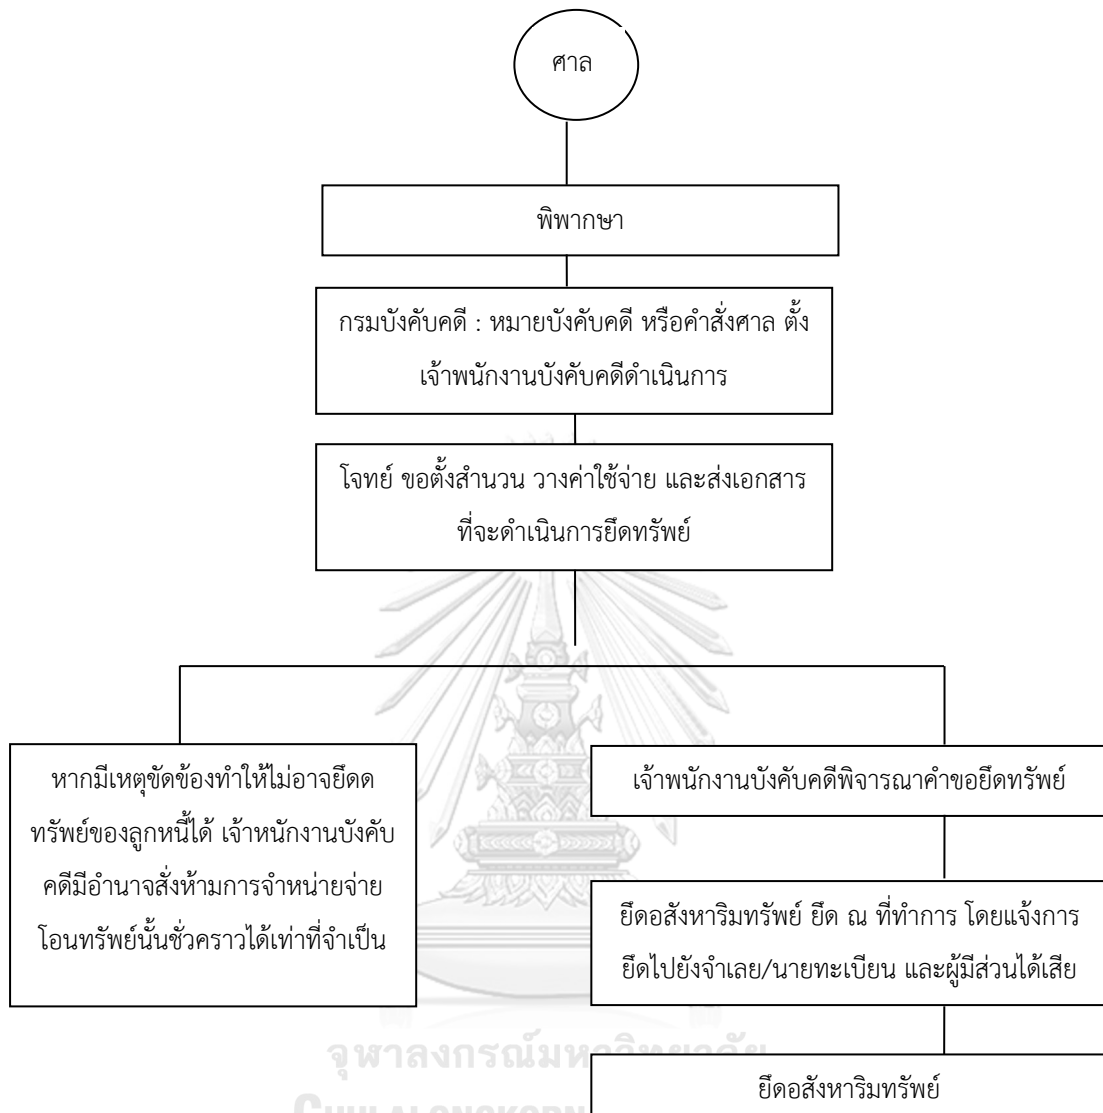 ศาล
พิพากษา
กรมบังคับคดี : หมายบังคับคดี หรือคำสั่งศาล ตั้ง
เจ้าพนักงานบังคับคดีดำเนินการ
โจทย์ ขอตั้งสำนวน วางค่าใช้จ่าย และส่งเอกสาร
ที่จะดำเนินการยึดทรัพย์
หากมีเหตุขัดข้องทำให้ไม่อาจยึดด
ทรัพย์ของลูกหนี้ได้ เจ้าหนักงานบังคับ
คดีมีอำนาจสั่งห้ามการจำหน่ายจ่าย
โอนทรัพย์นั้นชั่วคราวได้เท่าที่จำเป็น
เจ้าพนักงานบังคับคดีพิจารณาคำขอยึดทรัพย์
ยึดอสังหาริมทรัพย์ ยึด ณ ที่ทำการ โดยแจ้งการ
ยึดไปยังจำเลย/นายทะเบียน และผู้มีส่วนได้เสีย
จุฬาลงกรณ์มหาวิทยาลัย
ยึดอสังหาริมทรัพย์